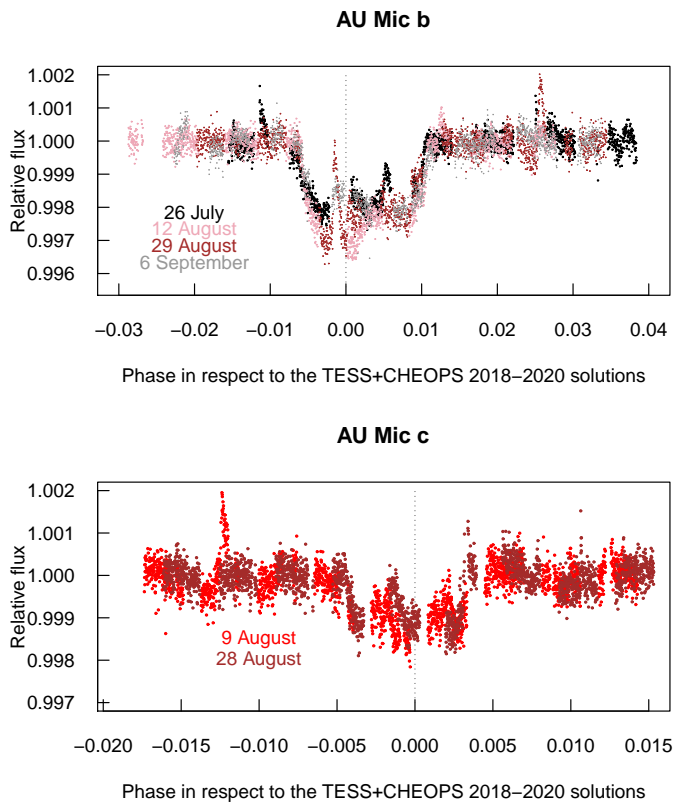 AU Mic b
1.002
1.001
1.000
0.999
0.998
0.997
0.996
Relative flux
26 July
12 August
29 August
6 September
−0.03 −0.02 −0.01 0.00 0.01 0.02 0.03 0.04
Phase in respect to the TESS+CHEOPS 2018−2020 solutions
AU Mic c
1.002
1.001
1.000
0.999
0.998
0.997
Relative flux
9 August
28 August
−0.020 −0.015 −0.010 −0.005 0.000 0.005 0.010 0.015
Phase in respect to the TESS+CHEOPS 2018−2020 solutions